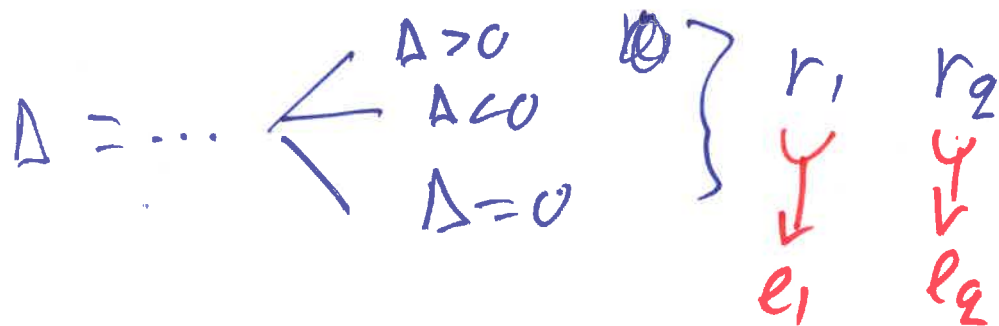 Δ > 0
Δ = ... Δ < 0 } r₁ r₂
Δ = 0
e₁ e₂